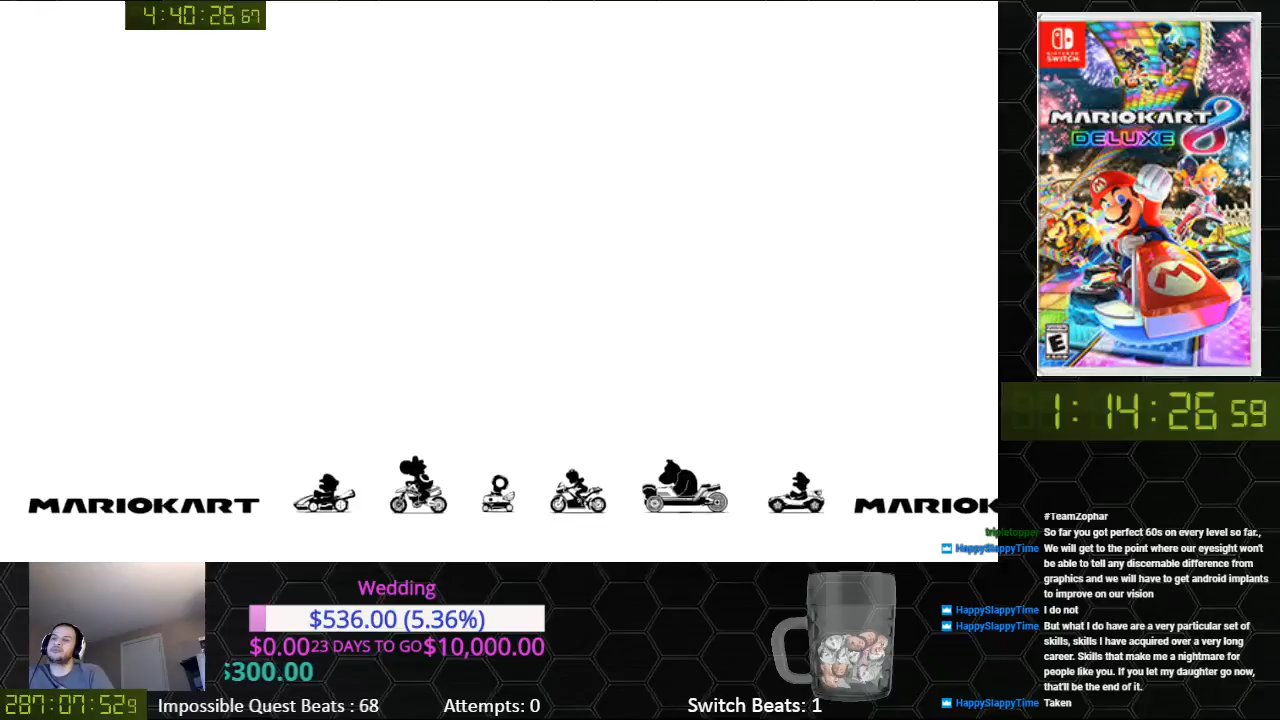 4:40:26 67
NINTENDO
SWITCH
MARIOKART 8
DELUXE
M
M
E
1:14:26 59
MARIOKART
MARIOK
#TeamZophar
tripletopper So far you got perfect 60s on every level so far.,
HappySlappyTime We will get to the point where our eyesight won't
be able to tell any discernable difference from
graphics and we will have to get android implants
to improve on our vision
HappySlappyTime I do not
HappySlappyTime But what I do have are a very particular set of
skills, skills I have acquired over a very long
career. Skills that make me a nightmare for
people like you. If you let my daughter go now,
that'll be the end of it.
HappySlappyTime Taken
Wedding
$536.00 (5.36%)
$0.00 23 DAYS TO GO $10,000.00
$300.00
287:07:52 9
Impossible Quest Beats : 68
Attempts: 0
Switch Beats: 1